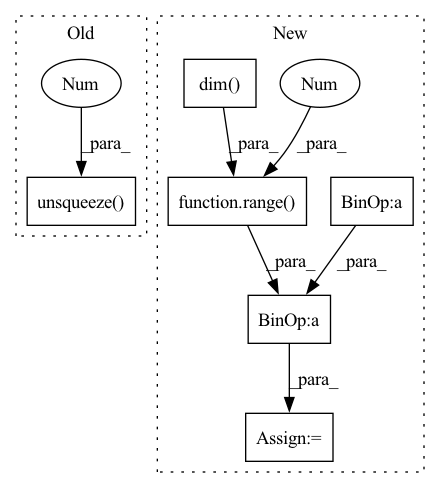 Old
New
Num
dim()
Num
_para_
_para_
_para_
unsqueeze()
function.range()
BinOp:a
_para_
_para_
BinOp:a
_para_
Assign:=